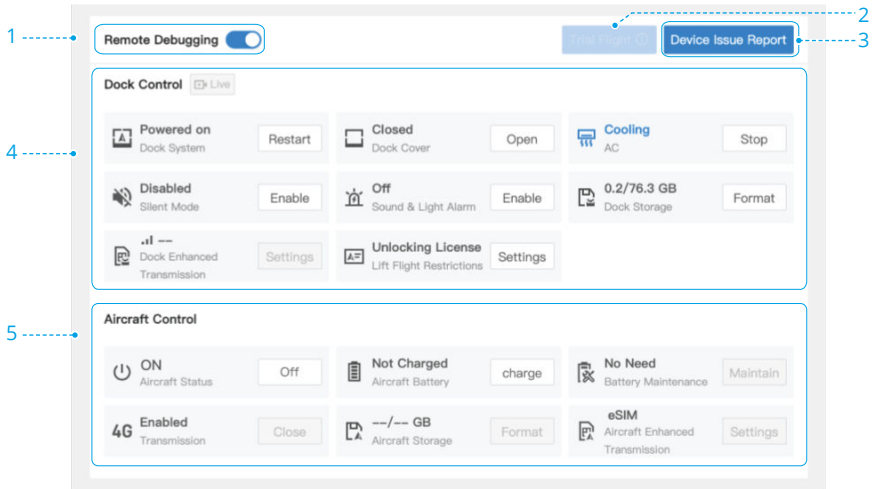 2
1
Remote Debugging
Trial Flight
Device Issue Report
3
Dock Control
Live
4
Powered on
Dock System
Restart
Closed
Dock Cover
Open
Cooling
AC
Stop
Disabled
Silent Mode
Enable
Off
Sound & Light Alarm
Enable
0.2/76.3 GB
Dock Storage
Format
--
Dock Enhanced
Transmission
Settings
Unlocking License
Lift Flight Restrictions
Settings
5
Aircraft Control
ON
Aircraft Status
Off
Not Charged
Aircraft Battery
charge
No Need
Battery Maintenance
Maintain
4G
Enabled
Transmission
Close
--/-- GB
Aircraft Storage
Format
eSIM
Aircraft Enhanced
Transmission
Settings